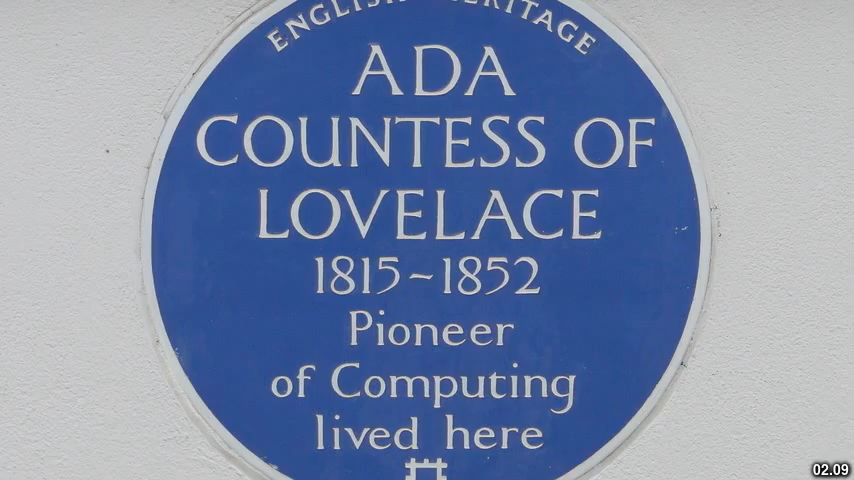 ENGLISH HERITAGE
ADA
COUNTESS OF
LOVELACE
1815~1852
Pioneer
of Computing
lived here
02.09